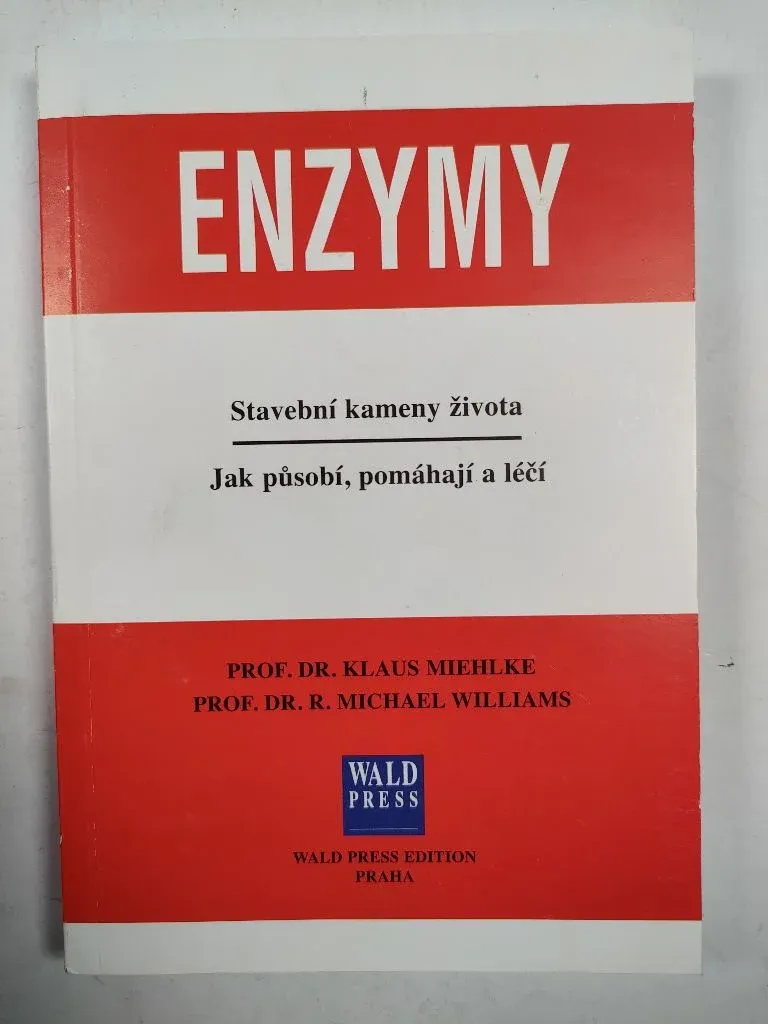 ENZYMY
Stavební kameny života
Jak působí, pomáhají a léčí
PROF. DR. KLAUS MIEHLKE
PROF. DR. R. MICHAEL WILLIAMS
WALD
PRESS
WALD PRESS EDITION
PRAHA